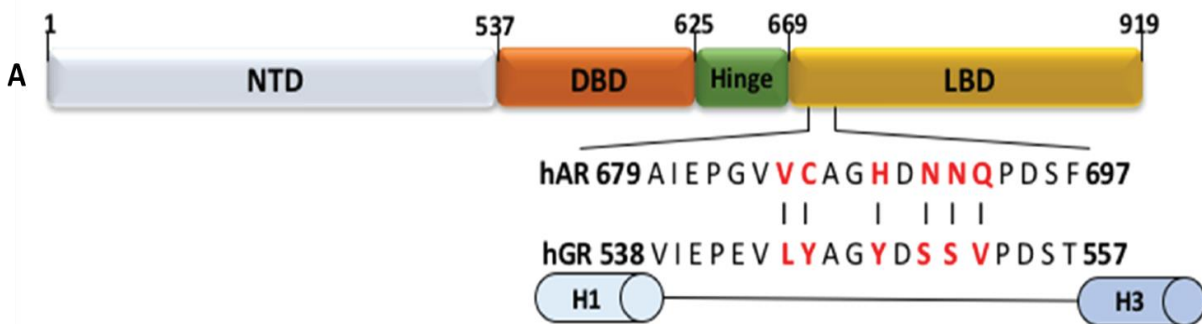 1 537 625 669 919
A NTD DBD Hinge LBD
hAR 679 A I E P G V V C A G H D N N Q P D S F 697
hGR 538 V I E P E V L Y A G Y D S S V P D S T 557
H1 H3